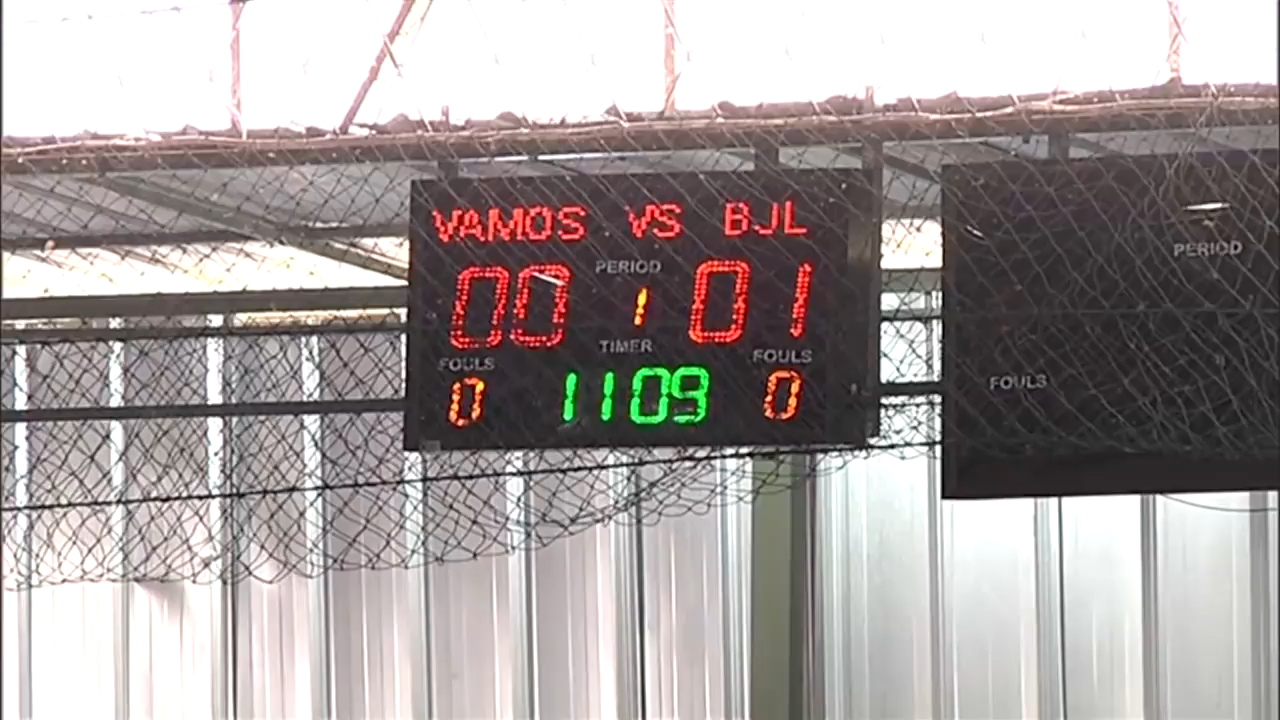 VAMOS VS BJL
PERIOD
00 1 01
TIMER
FOULS FOULS
0 1109 0
PERIOD
FOULS